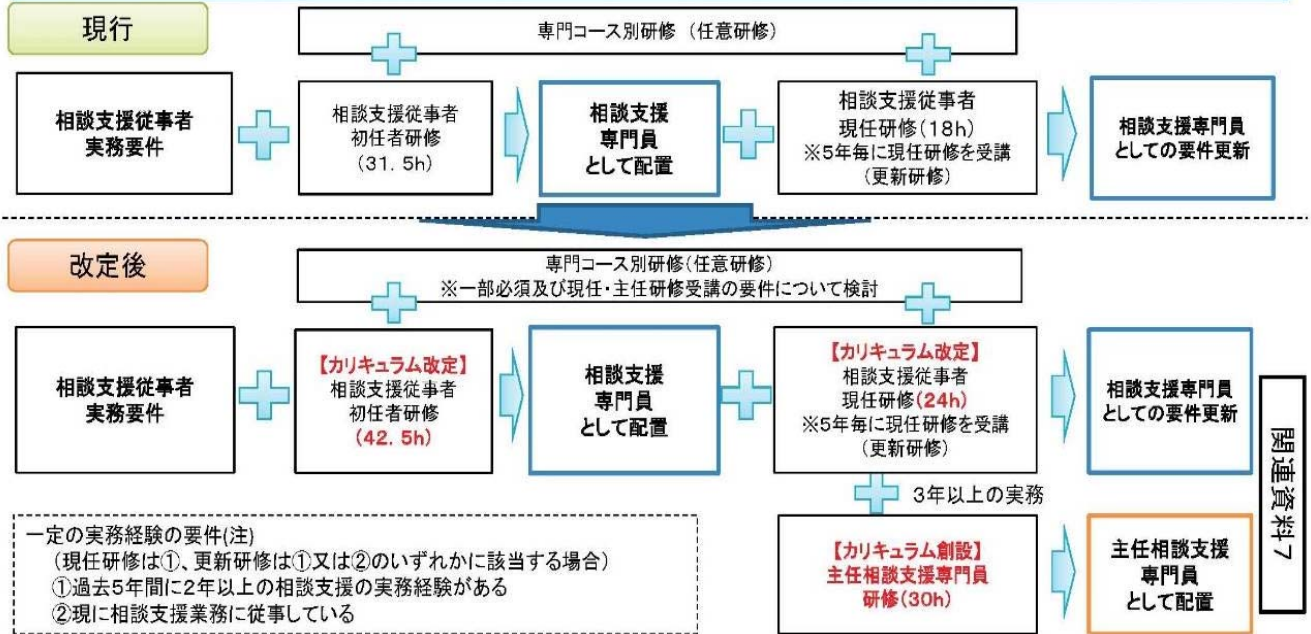 現行
専門コース別研修 (任意研修)
相談支援従事者
実務要件
相談支援従事者
初任者研修
(31.5h)
相談支援
専門員
として配置
相談支援従事者
現任研修(18h)
※5年毎に現任研修を受講
(更新研修)
相談支援専門員
としての要件更新
改定後
専門コース別研修(任意研修)
※一部必須及び現任・主任研修受講の要件について検討
相談支援従事者
実務要件
【カリキュラム改定】
相談支援従事者
初任者研修
(42.5h)
相談支援
専門員
として配置
【カリキュラム改定】
相談支援従事者
現任研修(24h)
※5年毎に現任研修を受講
(更新研修)
相談支援専門員
としての要件更新
3年以上の実務
【カリキュラム創設】
主任相談支援専門員
研修(30h)
主任相談支援
専門員
として配置
関連資料7
一定の実務経験の要件(注)
(現任研修は①、更新研修は①又は②のいずれかに該当する場合)
①過去5年間に2年以上の相談支援の実務経験がある
②現に相談支援業務に従事している